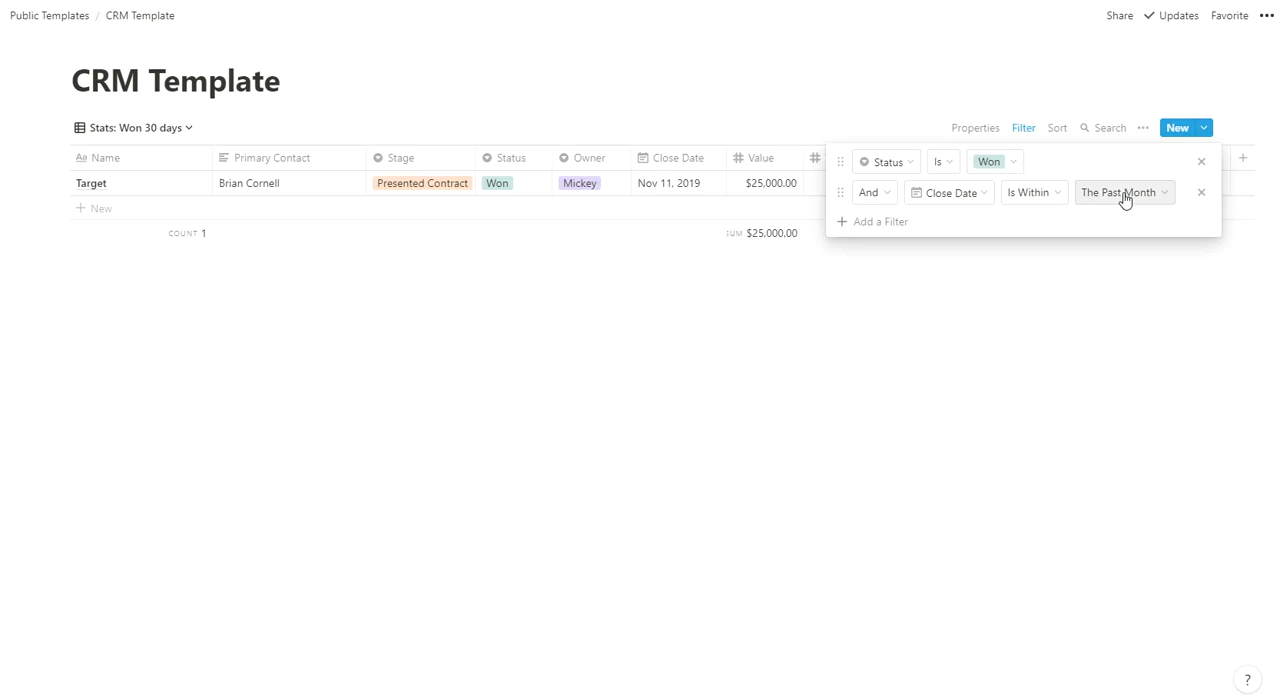 Public Templates / CRM Template
Share ✓ Updates Favorite •••
CRM Template
Stats: Won 30 days
Properties Filter Sort Search ••• New
Aa Name Primary Contact Stage Status Owner Close Date # Value #
Target Brian Cornell Presented Contract Won Mickey Nov 11, 2019 $25,000.00
+ New
COUNT 1 SUM $25,000.00
Status Is Won ×
And Close Date Is Within The Past Month ×
+ Add a Filter
+
?